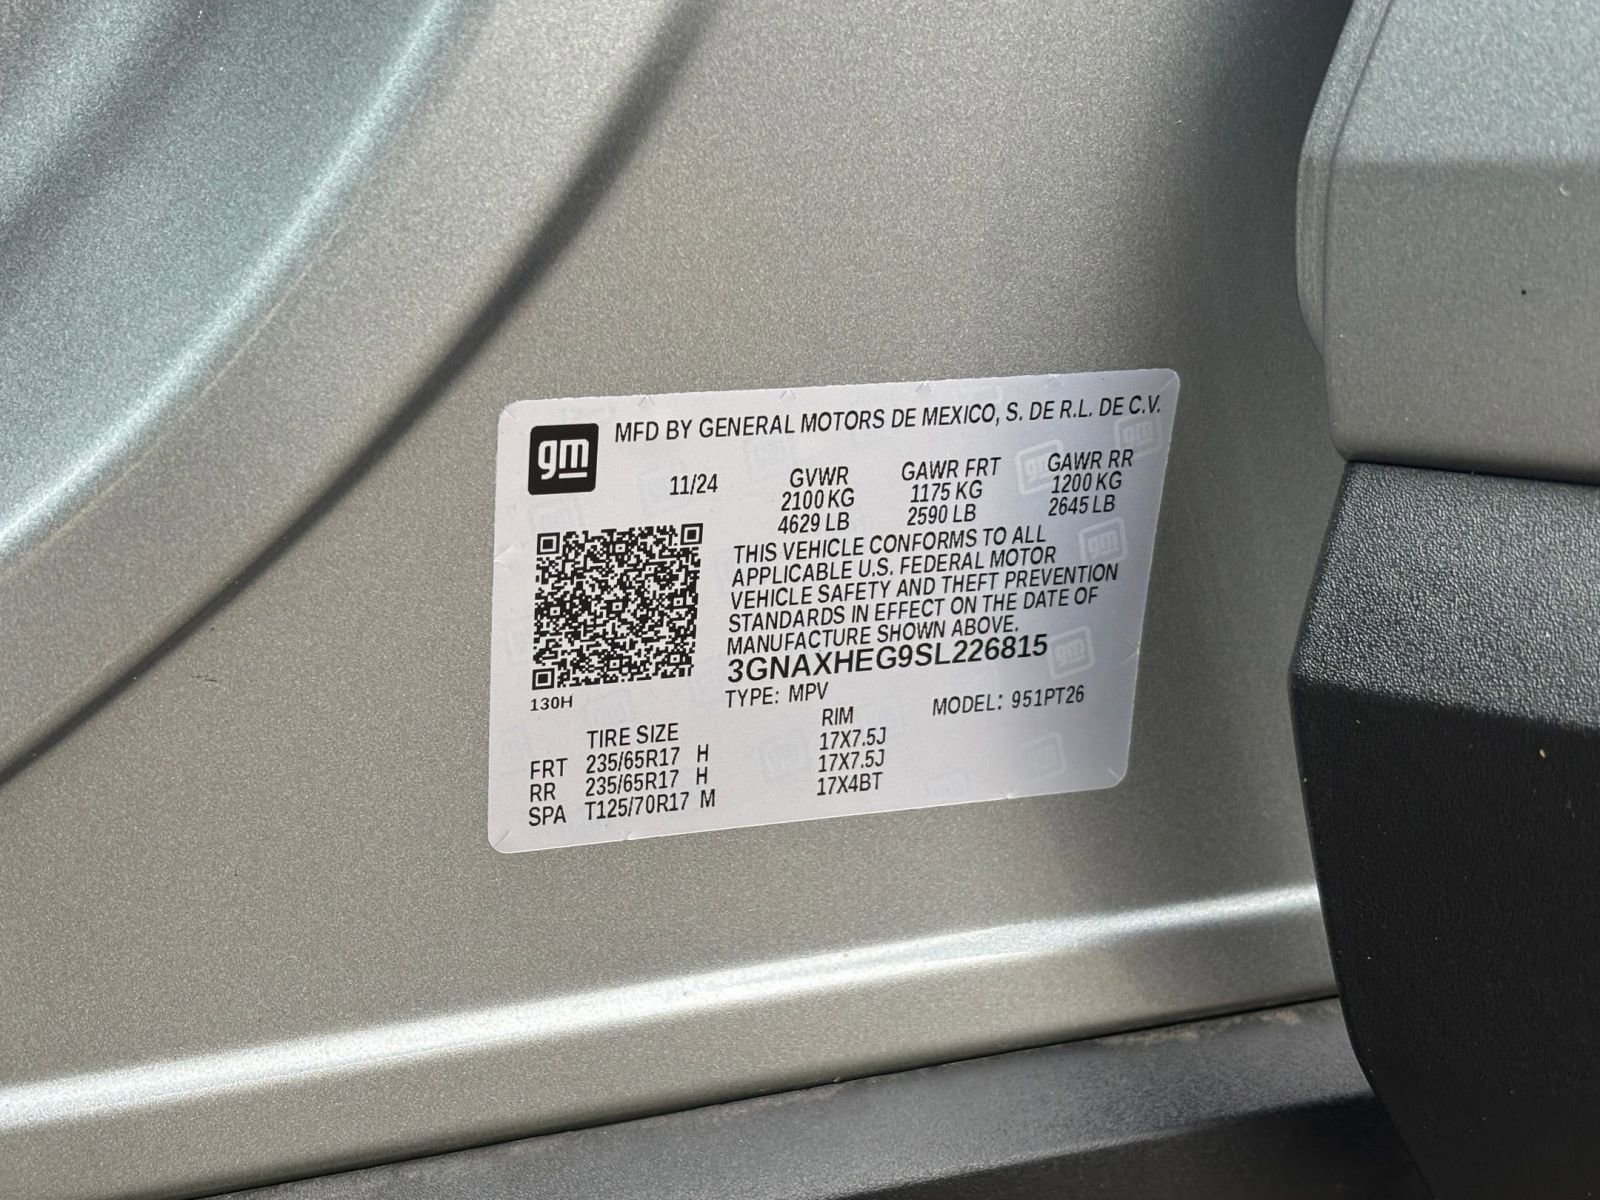 gm MFD BY GENERAL MOTORS DE MEXICO, S. DE R.L. DE C.V.
11/24 GVWR GAWR FRT GAWR RR
2100 KG 1175 KG 1200 KG
4629 LB 2590 LB 2645 LB
THIS VEHICLE CONFORMS TO ALL
APPLICABLE U.S. FEDERAL MOTOR
VEHICLE SAFETY AND THEFT PREVENTION
STANDARDS IN EFFECT ON THE DATE OF
MANUFACTURE SHOWN ABOVE.
3GNAXHEG9SL226815
130H TYPE: MPV MODEL: 951PT26
TIRE SIZE RIM
FRT 235/65R17 H 17X7.5J
RR 235/65R17 H 17X7.5J
SPA T125/70R17 M 17X4BT